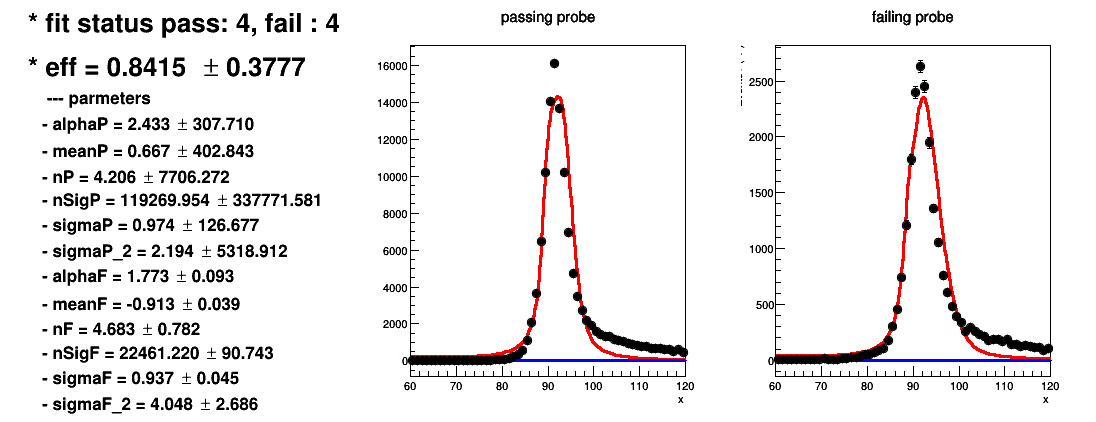 * fit status pass: 4, fail : 4
* eff = 0.8415 ± 0.3777
--- parmeters
- alphaP = 2.433 ± 307.710
- meanP = 0.667 ± 402.843
- nP = 4.206 ± 7706.272
- nSigP = 119269.954 ± 337771.581
- sigmaP = 0.974 ± 126.677
- sigmaP_2 = 2.194 ± 5318.912
- alphaF = 1.773 ± 0.093
- meanF = -0.913 ± 0.039
- nF = 4.683 ± 0.782
- nSigF = 22461.220 ± 90.743
- sigmaF = 0.937 ± 0.045
- sigmaF_2 = 4.048 ± 2.686
passing probe
16000
14000
12000
10000
8000
6000
4000
2000
0
60 70 80 90 100 110 120
x
failing probe
2500
2000
1500
1000
500
0
60 70 80 90 100 110 120
x